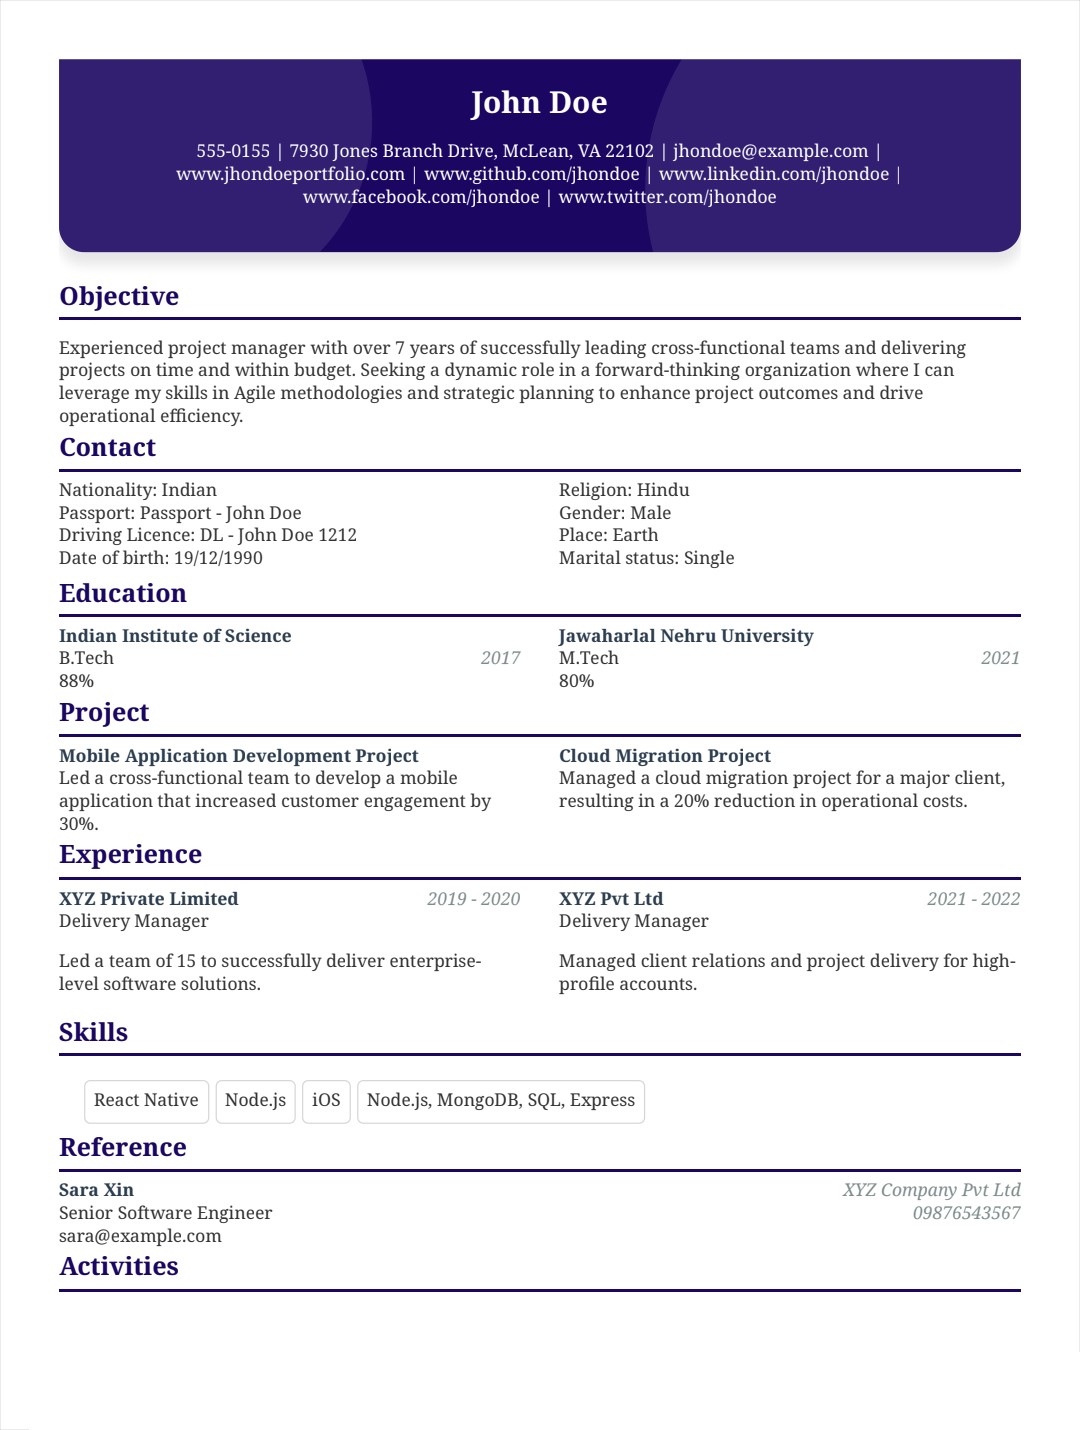 John Doe
555-0155 | 7930 Jones Branch Drive, McLean, VA 22102 | jhondoe@example.com |
www.jhondoeportfolio.com | www.github.com/jhondoe | www.linkedin.com/jhondoe |
www.facebook.com/jhondoe | www.twitter.com/jhondoe
Objective
Experienced project manager with over 7 years of successfully leading cross-functional teams and delivering
projects on time and within budget. Seeking a dynamic role in a forward-thinking organization where I can
leverage my skills in Agile methodologies and strategic planning to enhance project outcomes and drive
operational efficiency.
Contact
Nationality: Indian
Passport: Passport - John Doe
Driving Licence: DL - John Doe 1212
Date of birth: 19/12/1990
Religion: Hindu
Gender: Male
Place: Earth
Marital status: Single
Education
Indian Institute of Science
B.Tech 2017
88%
Jawaharlal Nehru University
M.Tech 2021
80%
Project
Mobile Application Development Project
Led a cross-functional team to develop a mobile
application that increased customer engagement by
30%.
Cloud Migration Project
Managed a cloud migration project for a major client,
resulting in a 20% reduction in operational costs.
Experience
XYZ Private Limited 2019 - 2020
Delivery Manager
Led a team of 15 to successfully deliver enterprise-
level software solutions.
XYZ Pvt Ltd 2021 - 2022
Delivery Manager
Managed client relations and project delivery for high-
profile accounts.
Skills
React Native Node.js iOS Node.js, MongoDB, SQL, Express
Reference
Sara Xin XYZ Company Pvt Ltd
Senior Software Engineer 09876543567
sara@example.com
Activities